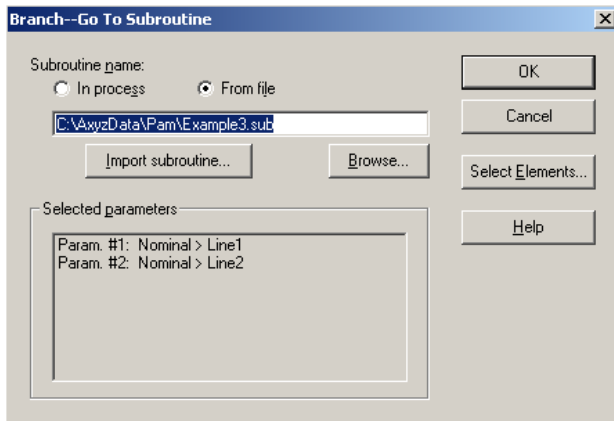 Branch--Go To Subroutine
Subroutine name:
In process
From file
C:\AxyzData\Pam\Example3.sub
Import subroutine...
Browse...
OK
Cancel
Select Elements...
Help
Selected parameters
Param. #1: Nominal > Line1
Param. #2: Nominal > Line2